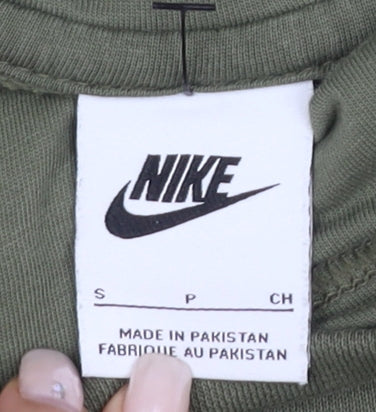 NIKE
S P CH
MADE IN PAKISTAN
FABRIQUE AU PAKISTAN